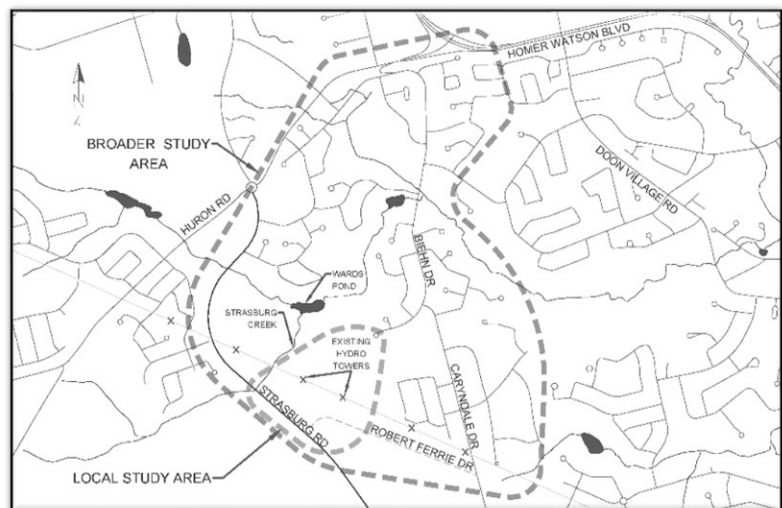 HOMER WATSON BLVD
N
BROADER STUDY
AREA
DOON VILLAGE RD
HURON RD
BIEHN DR
WARDS
POND
STRASBURG
CREEK
EXISTING
HYDRO
TOWERS
STRASBURG RD
CARYNDALE DR
ROBERT FERRIE DR
LOCAL STUDY AREA